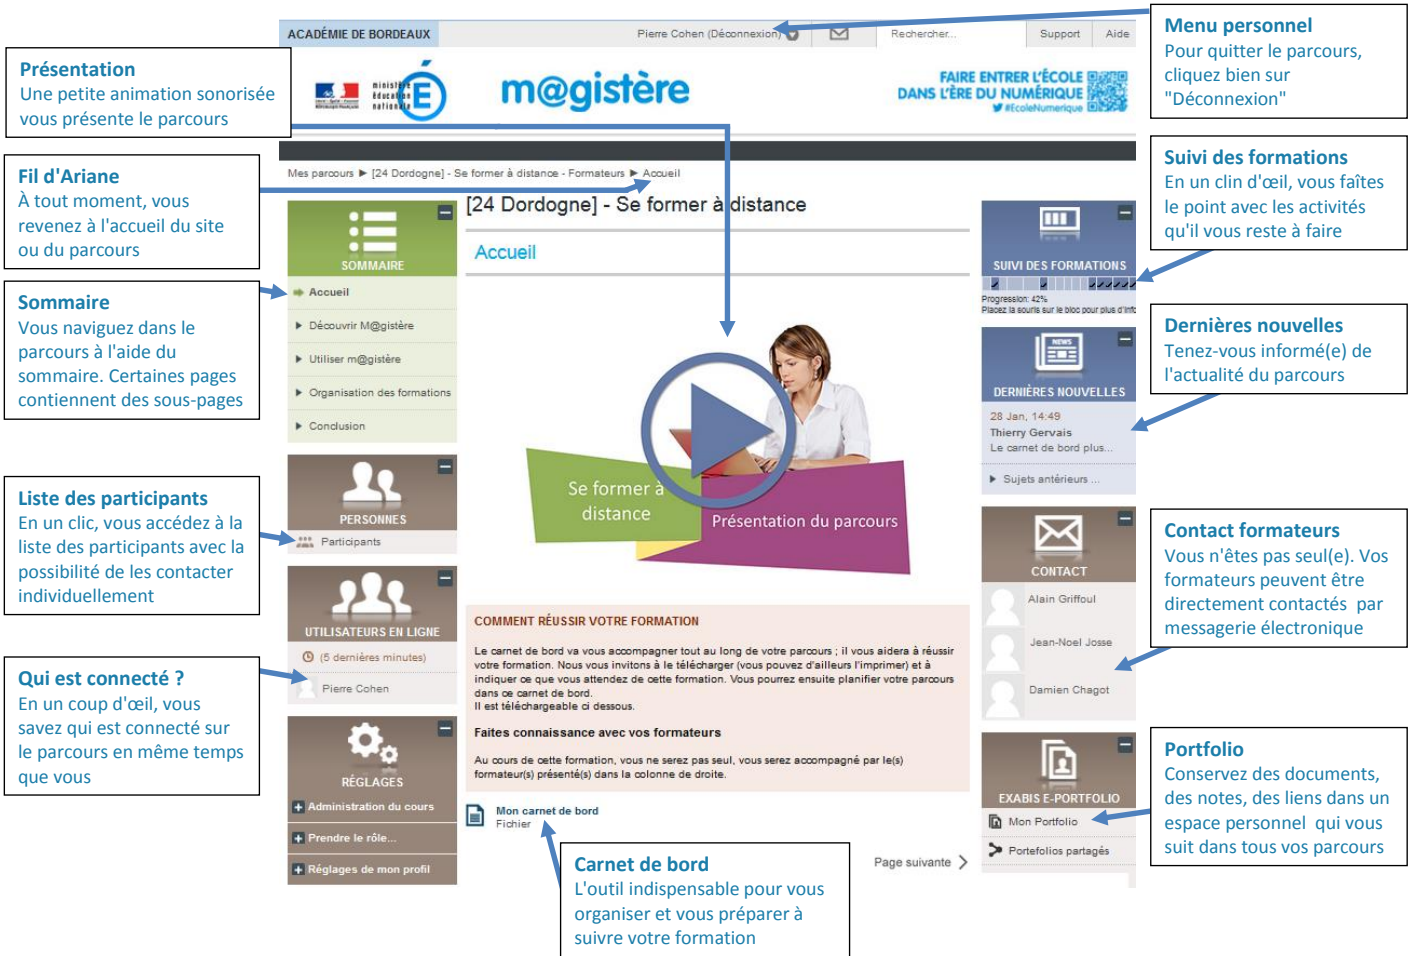 ACADÉMIE DE BORDEAUX
Pierre Cohen (Déconnexion)
Rechercher...
Support
Aide
Menu personnel
Pour quitter le parcours,
cliquez bien sur
"Déconnexion"
Présentation
Une petite animation sonorisée
vous présente le parcours
Liberté • Égalité • Fraternité
RÉPUBLIQUE FRANÇAISE
ministère
éducation
nationale
m@gistère
FAIRE ENTRER L'ÉCOLE
DANS L'ÈRE DU NUMÉRIQUE
#EcoleNumerique
Fil d'Ariane
À tout moment, vous
revenez à l'accueil du site
ou du parcours
Mes parcours ► [24 Dordogne] - Se former à distance - Formateurs ► Accueil
Suivi des formations
En un clin d'œil, vous faîtes
le point avec les activités
qu'il vous reste à faire
[24 Dordogne] - Se former à distance
Accueil
SOMMAIRE
Accueil
Découvrir M@gistère
Utiliser m@gistère
Organisation des formations
Conclusion
Sommaire
Vous naviguez dans le
parcours à l'aide du
sommaire. Certaines pages
contiennent des sous-pages
SUIVI DES FORMATIONS
Progression: 42%
Placez la souris sur le bloc pour plus d'info
Dernières nouvelles
Tenez-vous informé(e) de
l'actualité du parcours
NEWS
DERNIÈRES NOUVELLES
28 Jan, 14:49
Thierry Gervais
Le carnet de bord plus...
Sujets antérieurs ...
Se former à
distance
Présentation du parcours
Liste des participants
En un clic, vous accédez à la
liste des participants avec la
possibilité de les contacter
individuellement
PERSONNES
Participants
UTILISATEURS EN LIGNE
(5 dernières minutes)
Pierre Cohen
Qui est connecté ?
En un coup d'œil, vous
savez qui est connecté sur
le parcours en même temps
que vous
RÉGLAGES
Administration du cours
Prendre le rôle...
Réglages de mon profil
COMMENT RÉUSSIR VOTRE FORMATION
Le carnet de bord va vous accompagner tout au long de votre parcours ; il vous aidera à réussir
votre formation. Nous vous invitons à le télécharger (vous pouvez d'ailleurs l'imprimer) et à
indiquer ce que vous attendez de cette formation. Vous pourrez ensuite planifier votre parcours
dans ce carnet de bord.
Il est téléchargeable ci dessous.
Faites connaissance avec vos formateurs
Au cours de cette formation, vous ne serez pas seul, vous serez accompagné par le(s)
formateur(s) présenté(s) dans la colonne de droite.
Mon carnet de bord
Fichier
Page suivante
Carnet de bord
L'outil indispensable pour vous
organiser et vous préparer à
suivre votre formation
CONTACT
Alain Griffoul
Jean-Noel Josse
Damien Chagot
Contact formateurs
Vous n'êtes pas seul(e). Vos
formateurs peuvent être
directement contactés par
messagerie électronique
EXABIS E-PORTFOLIO
Mon Portfolio
Portefolios partagés
Portfolio
Conservez des documents,
des notes, des liens dans un
espace personnel qui vous
suit dans tous vos parcours